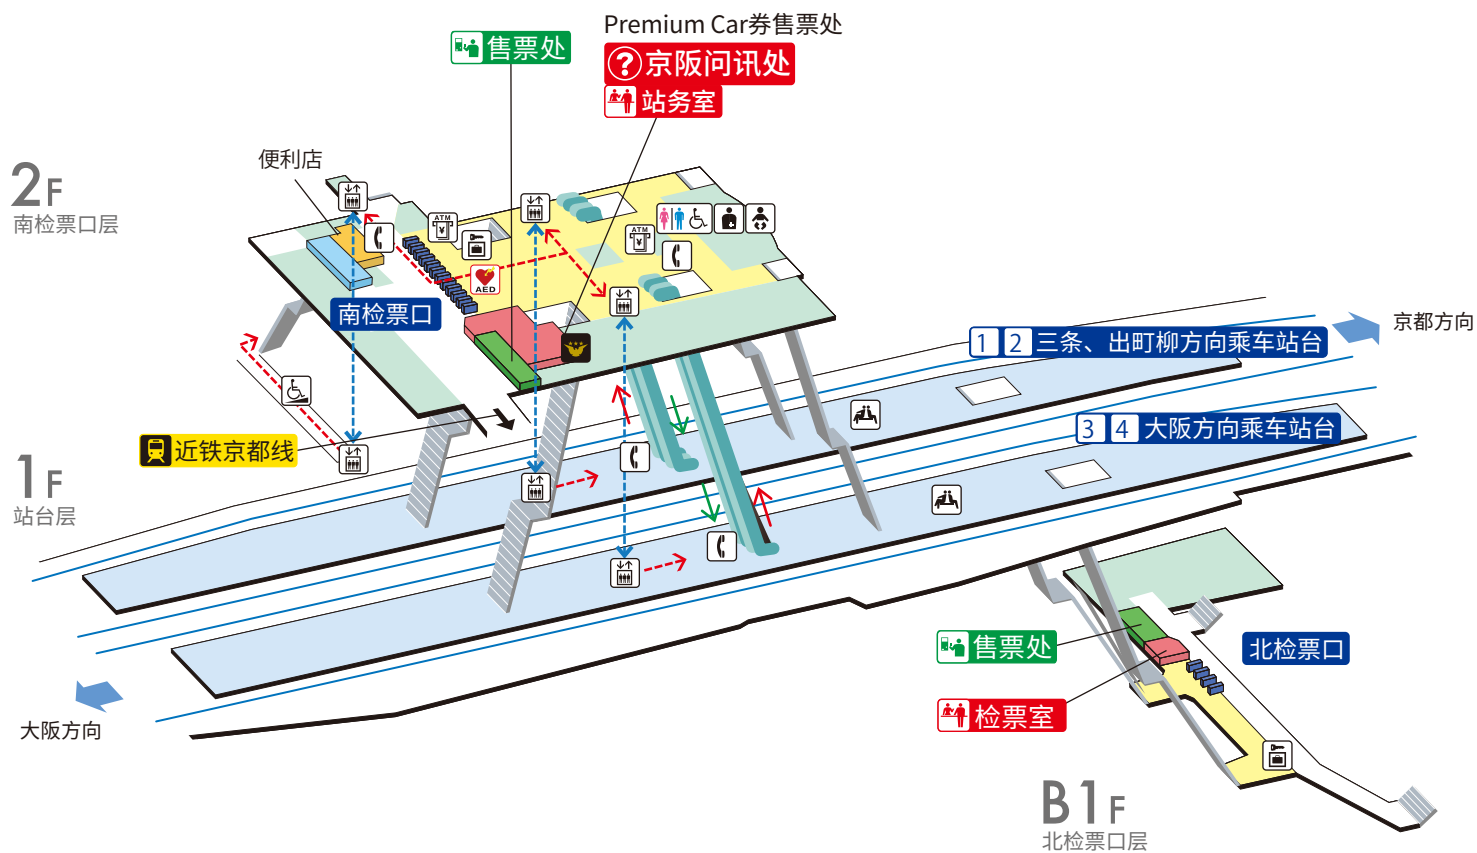 Premium Car券售票处
售票处
?京阪问讯处
站务室
便利店
2F
南检票口层
ATM
¥
ATM
¥
AED
南检票口
1 2 三条、出町柳方向乘车站台
京都方向
3 4 大阪方向乘车站台
近铁京都线
1F
站台层
售票处
北检票口
检票室
大阪方向
B1F
北检票口层